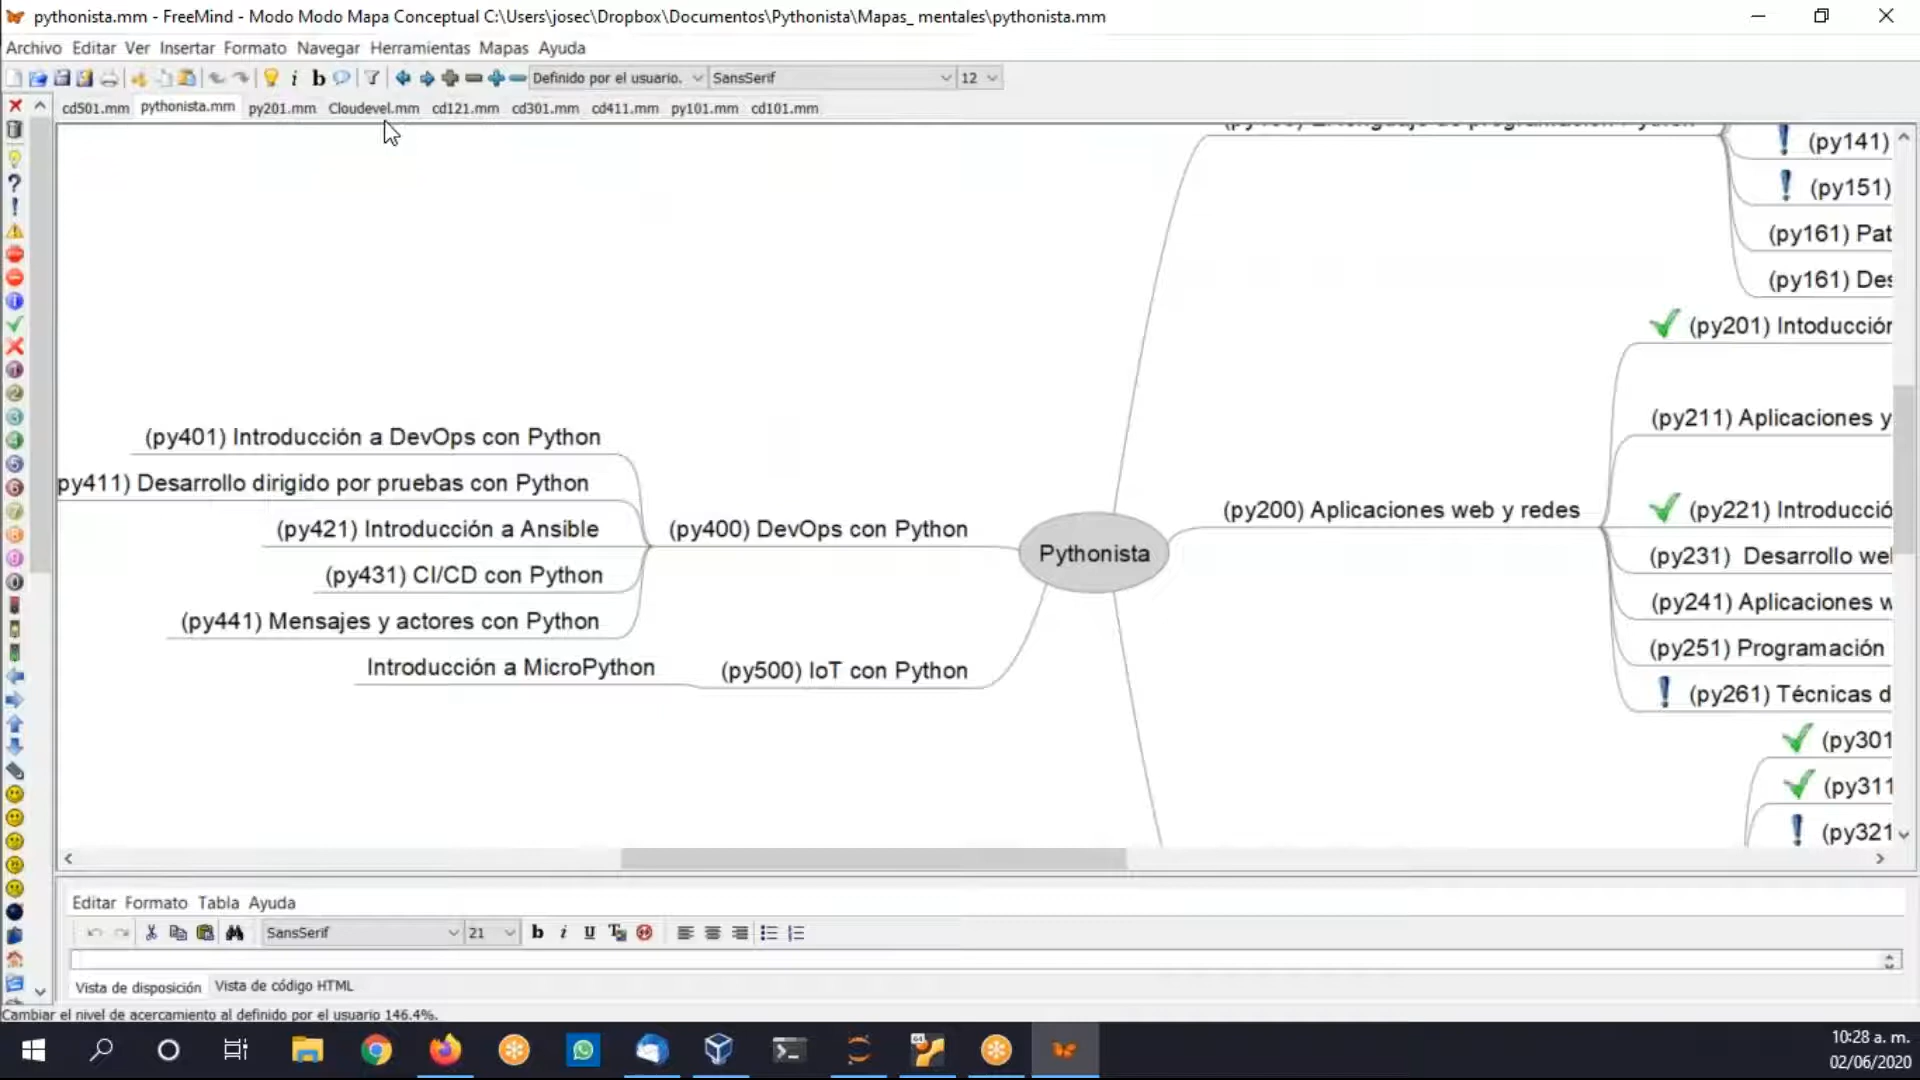 pythonista.mm - FreeMind - Modo Modo Mapa Conceptual C:\Users\josec\Dropbox\Documentos\Pythonista\Mapas_ mentales\pythonista.mm
Archivo Editar Ver Insertar Formato Navegar Herramientas Mapas Ayuda
Definido por el usuario. SansSerif 12
cd501.mm pythonista.mm py201.mm Cloudevel.mm cd121.mm cd301.mm cd411.mm py101.mm cd101.mm
(py141)
(py151)
(py161) Pat
(py161) Des
(py201) Intoducción
(py211) Aplicaciones y
(py221) Introducció
(py231) Desarrollo wel
(py241) Aplicaciones w
(py251) Programación
(py261) Técnicas d
(py301
(py311
(py321
(py200) Aplicaciones web y redes
Pythonista
(py401) Introducción a DevOps con Python
py411) Desarrollo dirigido por pruebas con Python
(py421) Introducción a Ansible
(py431) CI/CD con Python
(py441) Mensajes y actores con Python
(py400) DevOps con Python
Introducción a MicroPython
(py500) IoT con Python
Editar Formato Tabla Ayuda
SansSerif 21
Vista de disposición Vista de código HTML
Cambiar el nivel de acercamiento al definido por el usuario 146.4%.
10:28 a. m.
02/06/2020